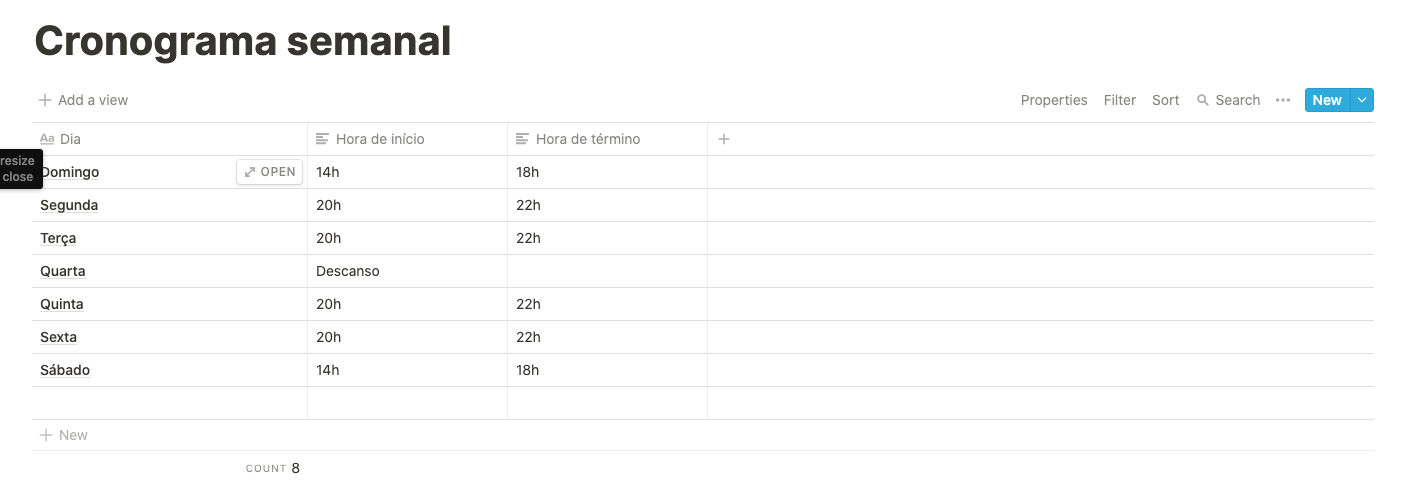 Cronograma semanal
Add a view Properties Filter Sort Search New
Aa Dia Hora de início Hora de término
resize
close
Domingo OPEN 14h 18h
Segunda 20h 22h
Terça 20h 22h
Quarta Descanso
Quinta 20h 22h
Sexta 20h 22h
Sábado 14h 18h
New
COUNT 8